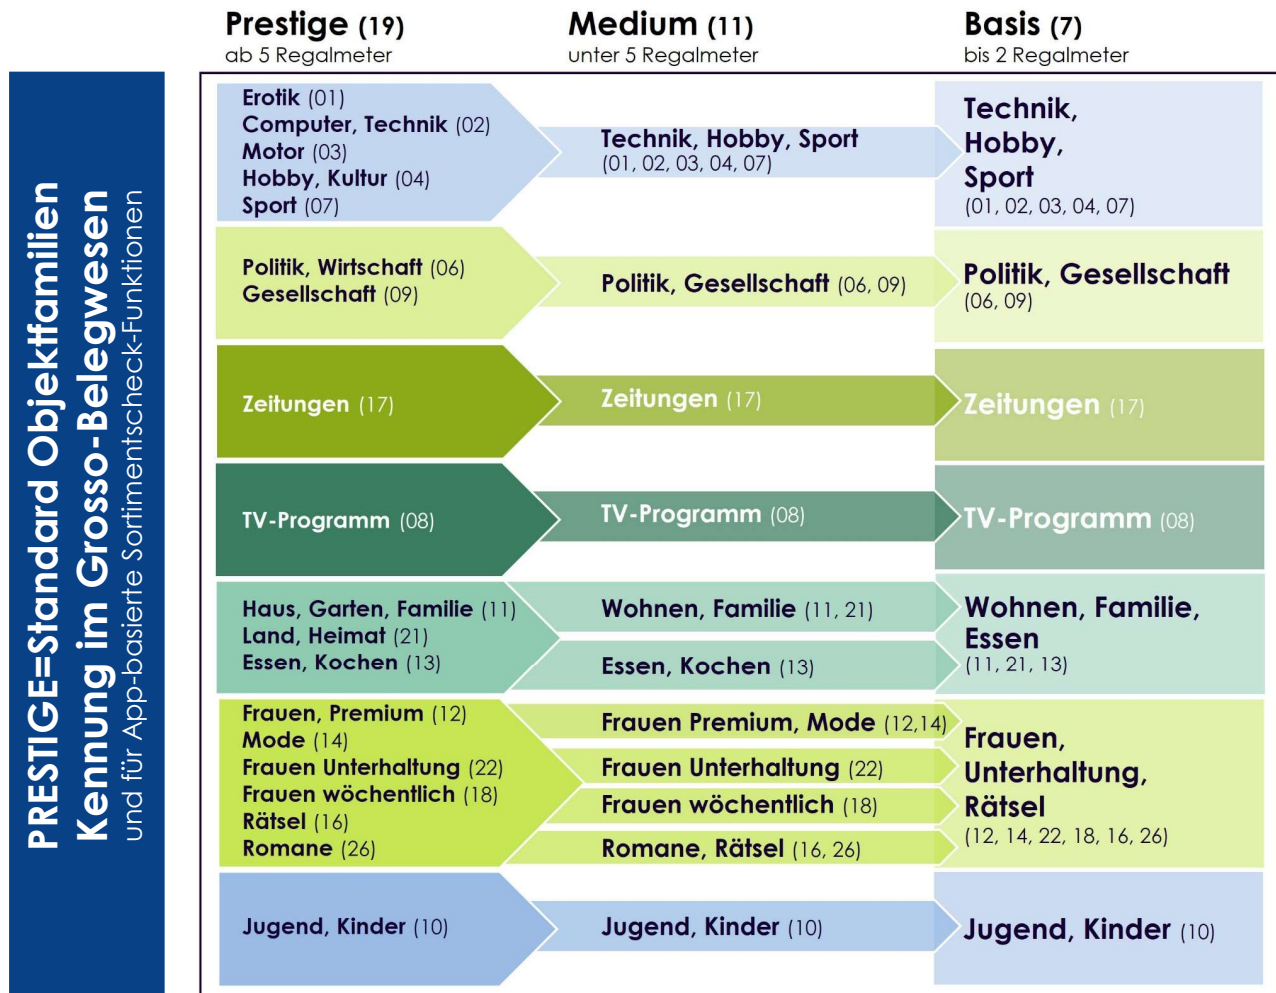 PRESTIGE=Standard Objektfamilien
Kennung im Grosso-Belegwesen
und für App-basierte Sortimentscheck-Funktionen
Prestige (19)
ab 5 Regalmeter
Medium (11)
unter 5 Regalmeter
Basis (7)
bis 2 Regalmeter
Erotik (01)
Computer, Technik (02)
Motor (03)
Hobby, Kultur (04)
Sport (07)
Technik, Hobby, Sport
(01, 02, 03, 04, 07)
Technik,
Hobby,
Sport
(01, 02, 03, 04, 07)
Politik, Wirtschaft (06)
Gesellschaft (09)
Politik, Gesellschaft (06, 09)
Politik, Gesellschaft
(06, 09)
Zeitungen (17)
Zeitungen (17)
Zeitungen (17)
TV-Programm (08)
TV-Programm (08)
TV-Programm (08)
Haus, Garten, Familie (11)
Land, Heimat (21)
Essen, Kochen (13)
Wohnen, Familie (11, 21)
Essen, Kochen (13)
Wohnen, Familie,
Essen
(11, 21, 13)
Frauen, Premium (12)
Mode (14)
Frauen Unterhaltung (22)
Frauen wöchentlich (18)
Rätsel (16)
Romane (26)
Frauen Premium, Mode (12,14)
Frauen Unterhaltung (22)
Frauen wöchentlich (18)
Romane, Rätsel (16, 26)
Frauen,
Unterhaltung,
Rätsel
(12, 14, 22, 18, 16, 26)
Jugend, Kinder (10)
Jugend, Kinder (10)
Jugend, Kinder (10)